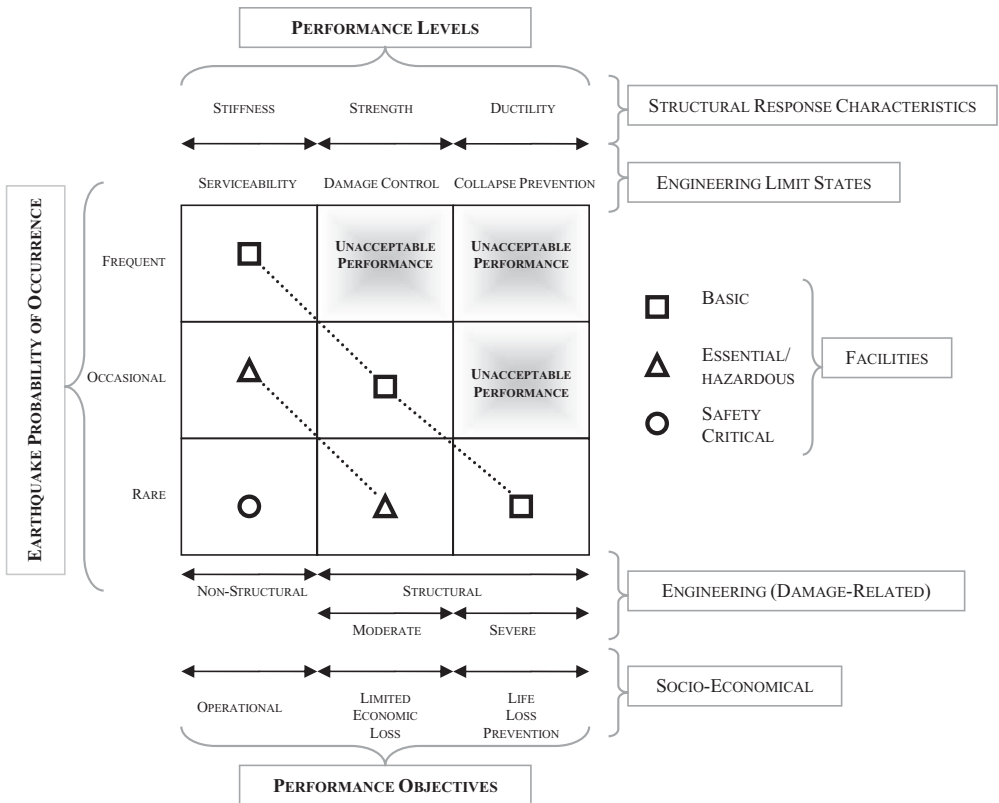 PERFORMANCE LEVELS
STIFFNESS
STRENGTH
DUCTILITY
STRUCTURAL RESPONSE CHARACTERISTICS
SERVICEABILITY
DAMAGE CONTROL
COLLAPSE PREVENTION
ENGINEERING LIMIT STATES
EARTHQUAKE PROBABILITY OF OCCURRENCE
FREQUENT
UNACCEPTABLE
PERFORMANCE
UNACCEPTABLE
PERFORMANCE
OCCASIONAL
UNACCEPTABLE
PERFORMANCE
RARE
BASIC
ESSENTIAL/
HAZARDOUS
SAFETY
CRITICAL
FACILITIES
NON-STRUCTURAL
STRUCTURAL
MODERATE
SEVERE
ENGINEERING (DAMAGE-RELATED)
OPERATIONAL
LIMITED
ECONOMIC
LOSS
LIFE
LOSS
PREVENTION
SOCIO-ECONOMICAL
PERFORMANCE OBJECTIVES